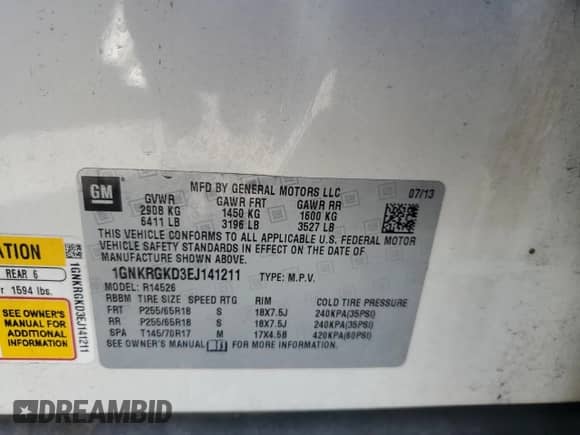 GM
MFD BY GENERAL MOTORS LLC
07/13
GVWR GAWR FRT GAWR RR
2908 KG 1450 KG 1600 KG
6411 LB 3196 LB 3527 LB
THIS VEHICLE CONFORMS TO ALL APPLICABLE U.S. FEDERAL MOTOR
VEHICLE SAFETY STANDARDS IN EFFECT ON THE DATE OF
MANUFACTURE SHOWN ABOVE.
1GNKRGKD3EJ141211 TYPE: M.P.V.
MODEL: R14526
RBBM TIRE SIZE SPEED RTG RIM COLD TIRE PRESSURE
FRT P255/65R18 S 18X7.5J 240KPA(35PSI)
RR P255/65R18 S 18X7.5J 240KPA(35PSI)
SPA T145/70R17 M 17X4.5B 420KPA(60PSI)
SEE OWNER'S MANUAL FOR MORE INFORMATION
ATION
REAR 6
r 1594 lbs.
SEE OWNER'S
MANUAL FOR
ADDITIONAL
INFORMATION
1GNKRGKD3EJ141211
DREAMBID